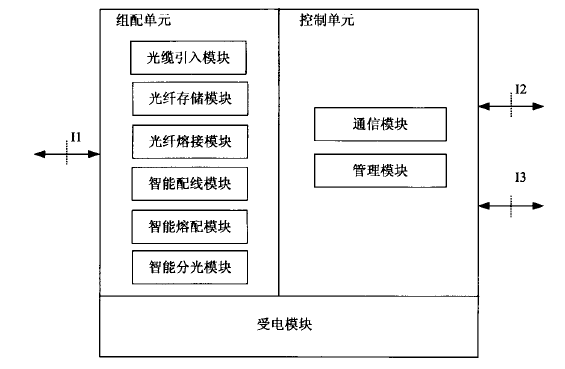 组配单元
控制单元
光缆引入模块
光纤存储模块
光纤熔接模块
智能配线模块
智能熔配模块
智能分光模块
通信模块
管理模块
受电模块
I1
I2
I3